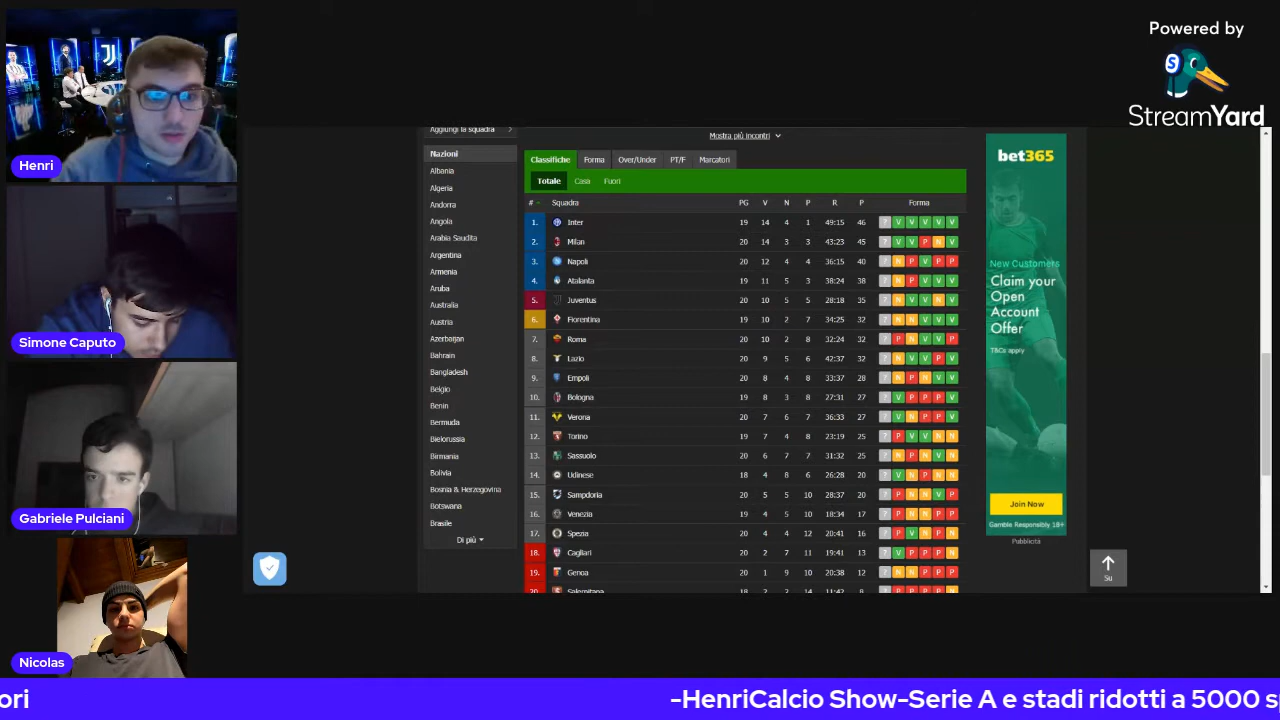 Powered by
StreamYard
Henri
Simone Caputo
Gabriele Pulciani
Nicolas
Aggiungi la squadra
Nazioni
Albania
Algeria
Andorra
Angola
Arabia Saudita
Argentina
Armenia
Aruba
Australia
Austria
Azerbaijan
Bahrain
Bangladesh
Belgio
Benin
Bermuda
Bielorussia
Birmania
Bolivia
Bosnia & Herzegovina
Botswana
Brasile
Di più
Mostra più incontri
Classifiche Forma Over/Under PT/F Marcatori
Totale Casa Fuori
# Squadra PG V N P R P Forma
1. Inter 19 14 4 1 49:15 46 ? V V V V V
2. Milan 20 14 3 3 43:23 45 ? V V P N V
3. Napoli 20 12 4 4 36:15 40 ? N P V P P
4. Atalanta 19 11 5 3 38:24 38 ? N P V V V
5. Juventus 20 10 5 5 28:18 35 ? V V N V V
6. Fiorentina 19 10 2 7 34:25 32 ? N N V V V
7. Roma 20 10 2 8 32:24 32 ? P N V V P
8. Lazio 20 9 5 6 42:37 32 ? N V V P V
9. Empoli 20 8 4 8 33:37 28 ? N P N V V
10. Bologna 19 8 3 8 27:31 27 ? V P P P V
11. Verona 20 7 6 7 36:33 27 ? V N P P V
12. Torino 19 7 4 8 23:19 25 ? P V V N N
13. Sassuolo 20 6 7 7 31:32 25 ? N P N V N
14. Udinese 18 4 8 6 26:28 20 ? V N P N N
15. Sampdoria 20 5 5 10 28:37 20 ? P N N V P
16. Venezia 19 4 5 10 18:34 17 ? P N N P P
17. Spezia 20 4 4 12 20:41 16 ? P V N P N
18. Cagliari 20 2 7 11 19:41 13 ? V P P P N
19. Genoa 20 1 9 10 20:38 12 ? N N P P P
20. Salernitana 18 2 2 14 11:42 8 ? P P P P N
bet365
New Customers
Claim your
Open
Account
Offer
T&Cs apply
Join Now
Gamble Responsibly 18+
Pubblicità
Su
ori -HenriCalcio Show-Serie A e stadi ridotti a 5000 sp